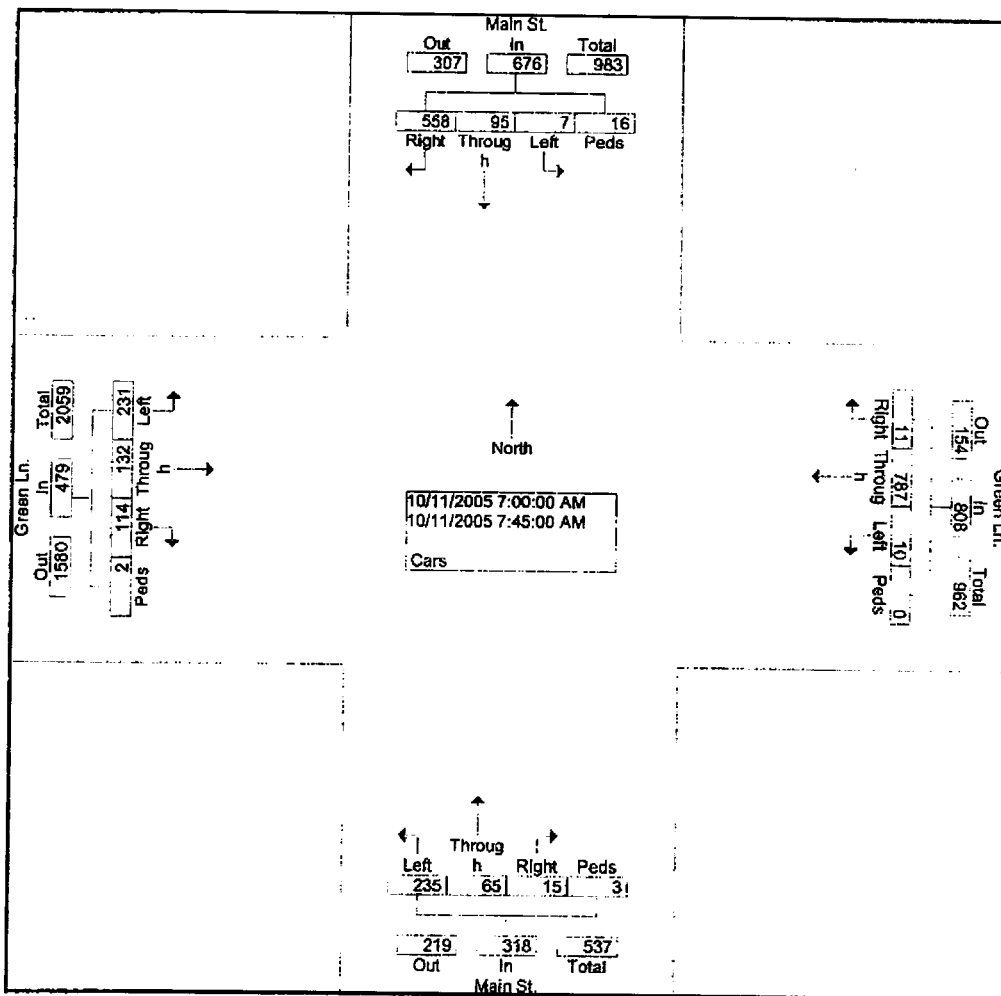 Main St.
Out In Total
307 676 983
558 95 7 16
Right Throug Left Peds
h
Green Ln.
Total In Out
2059 479 1580
231 132 114 2
Left Throug Right Peds
h
North
10/11/2005 7:00:00 AM
10/11/2005 7:45:00 AM
Cars
Right Throug Left Peds
h
11 787 10 0
Out In Total
154 808 962
Green Ln.
Throug
Left h Right Peds
235 65 15 3
219 318 537
Out In Total
Main St.